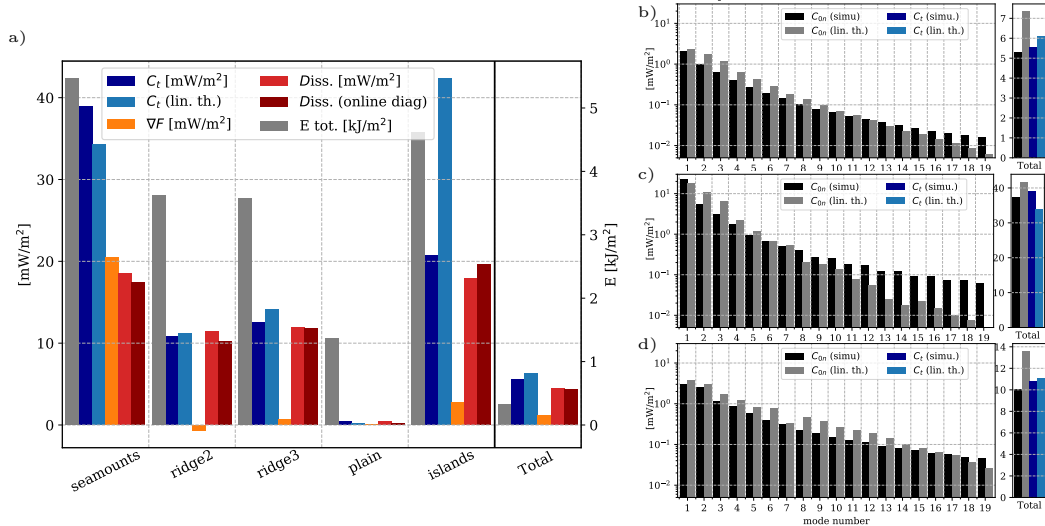 a)
[mW/m²]
40
30
20
10
0
C_t [mW/m²]
C_t (lin. th.)
∇F [mW/m²]
Diss. [mW/m²]
Diss. (online diag)
E tot. [kJ/m²]
5
4
3
2
1
0
E [kJ/m²]
seamounts
ridge2
ridge3
plain
islands
Total
b)
[mW/m²]
10¹
10⁰
10⁻¹
10⁻²
C₀ₙ (simu)
C₀ₙ (lin. th.)
C_t (simu.)
C_t (lin. th.)
1 2 3 4 5 6 7 8 9 10 11 12 13 14 15 16 17 18 19
7
6
5
4
3
2
1
0
Total
c)
[mW/m²]
10¹
10⁰
10⁻¹
10⁻²
C₀ₙ (simu)
C₀ₙ (lin. th.)
C_t (simu.)
C_t (lin. th.)
1 2 3 4 5 6 7 8 9 10 11 12 13 14 15 16 17 18 19
40
30
20
10
0
Total
d)
[mW/m²]
10¹
10⁰
10⁻¹
10⁻²
C₀ₙ (simu)
C₀ₙ (lin. th.)
C_t (simu.)
C_t (lin. th.)
1 2 3 4 5 6 7 8 9 10 11 12 13 14 15 16 17 18 19
mode number
14
12
10
8
6
4
2
0
Total